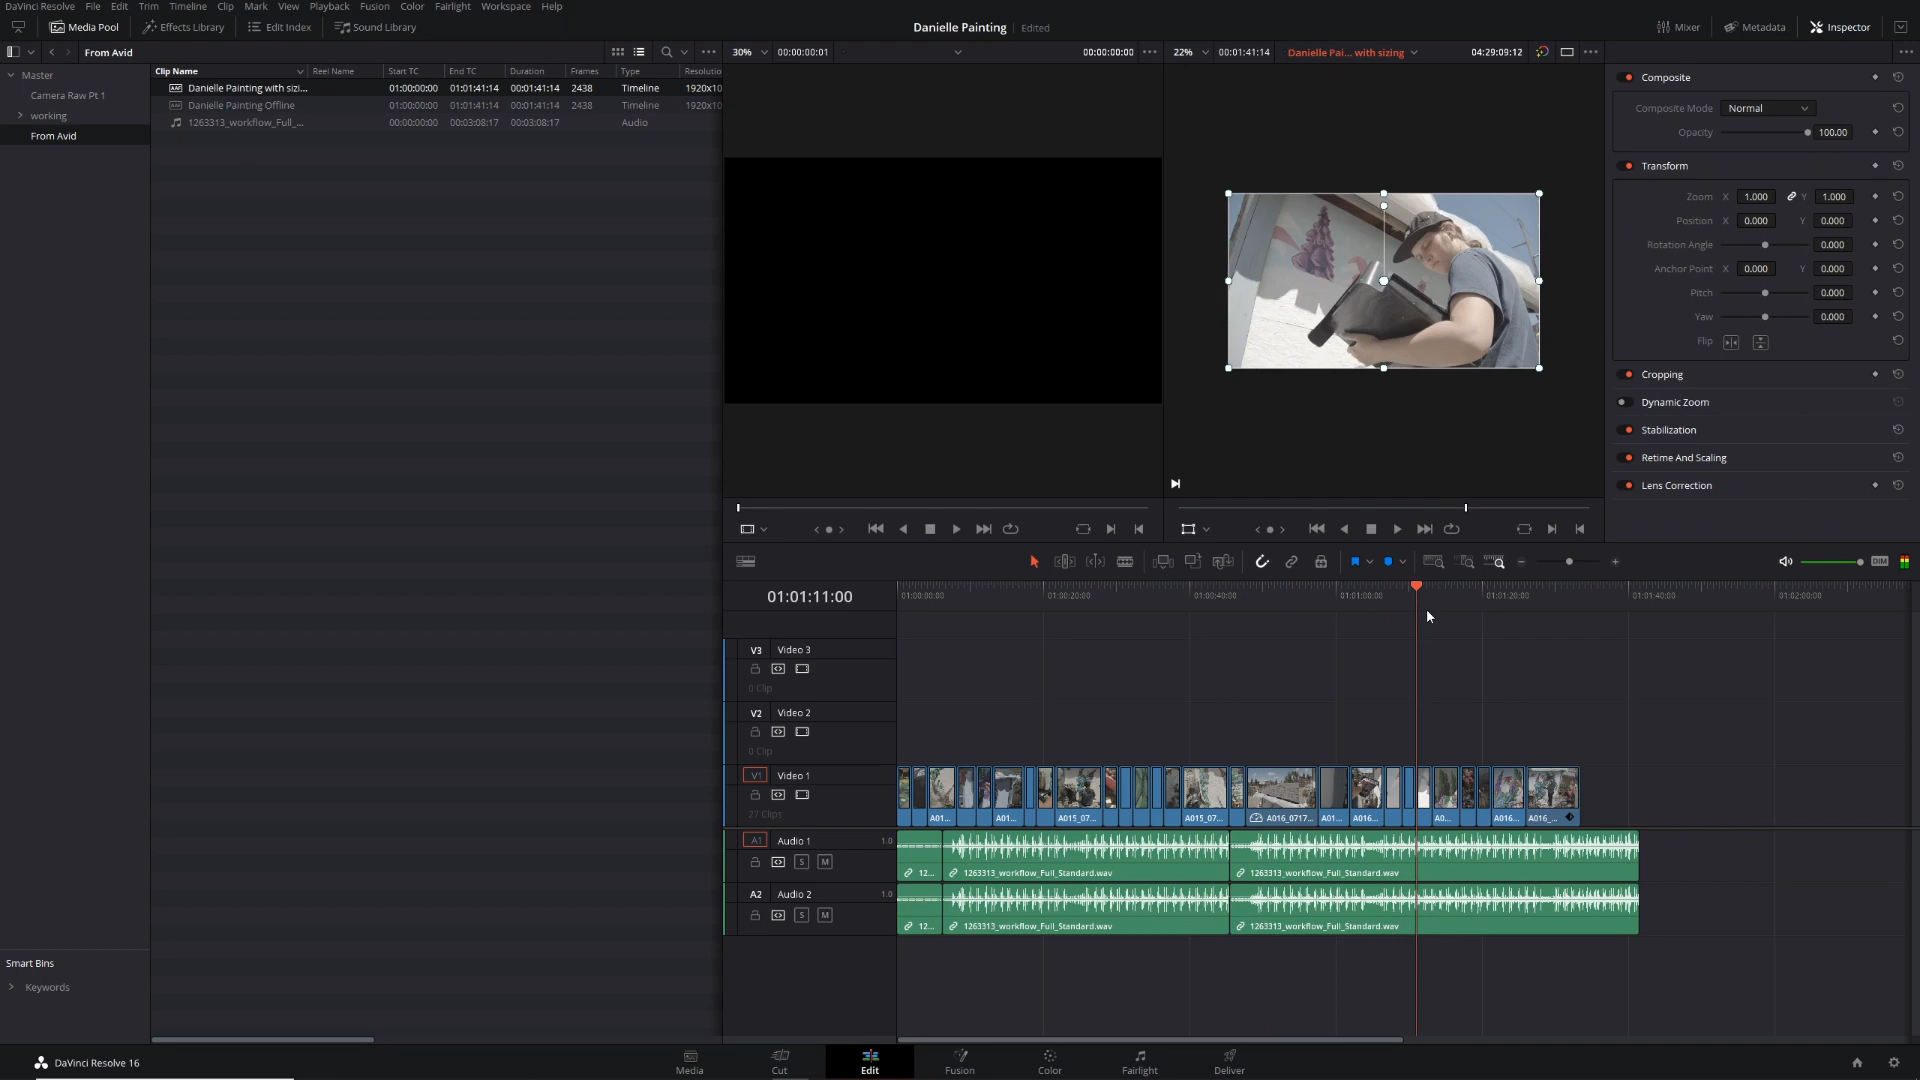 DaVinci Resolve File Edit Trim Timeline Clip Mark View Playback Fusion Color Fairlight Workspace Help
Media Pool Effects Library Edit Index Sound Library Danielle Painting Edited Mixer Metadata Inspector
From Avid 30% 00:00:00:01 00:00:00:00 22% 00:01:41:14 Danielle Pai... with sizing 04:29:09:12
Master
Camera Raw Pt 1
working
From Avid
Clip Name Reel Name Start TC End TC Duration Frames Type Resolutio
Danielle Painting with sizi... 01:00:00:00 01:01:41:14 00:01:41:14 2438 Timeline 1920x10
Danielle Painting Offline 01:00:00:00 01:01:41:14 00:01:41:14 2438 Timeline 1920x10
1263313_workflow_Full_... 00:00:00:00 00:03:08:17 00:03:08:17 Audio
Composite
Composite Mode Normal
Opacity 100.00
Transform
Zoom X 1.000 Y 1.000
Position X 0.000 Y 0.000
Rotation Angle 0.000
Anchor Point X 0.000 Y 0.000
Pitch 0.000
Yaw 0.000
Flip
Cropping
Dynamic Zoom
Stabilization
Retime And Scaling
Lens Correction
DIM
01:01:11:00 01:00:00:00 01:00:20:00 01:00:40:00 01:01:00:00 01:01:20:00 01:01:40:00 01:02:00:00
V3 Video 3
0 Clip
V2 Video 2
0 Clip
V1 Video 1
27 Clips
A01... A01... A015_07... A015_07... A016_0717... A01... A016... A0... A016... A016_...
A1 Audio 1 1.0
S M
12... 1263313_workflow_Full_Standard.wav 1263313_workflow_Full_Standard.wav
A2 Audio 2 1.0
S M
12... 1263313_workflow_Full_Standard.wav 1263313_workflow_Full_Standard.wav
Smart Bins
Keywords
DaVinci Resolve 16 Media Cut Edit Fusion Color Fairlight Deliver